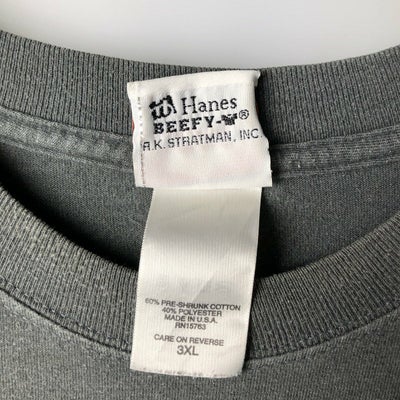 Hanes
BEEFY-T®
R.K. STRATMAN, INC.
60% PRE-SHRUNK COTTON
40% POLYESTER
MADE IN U.S.A.
RN15763
CARE ON REVERSE
3XL